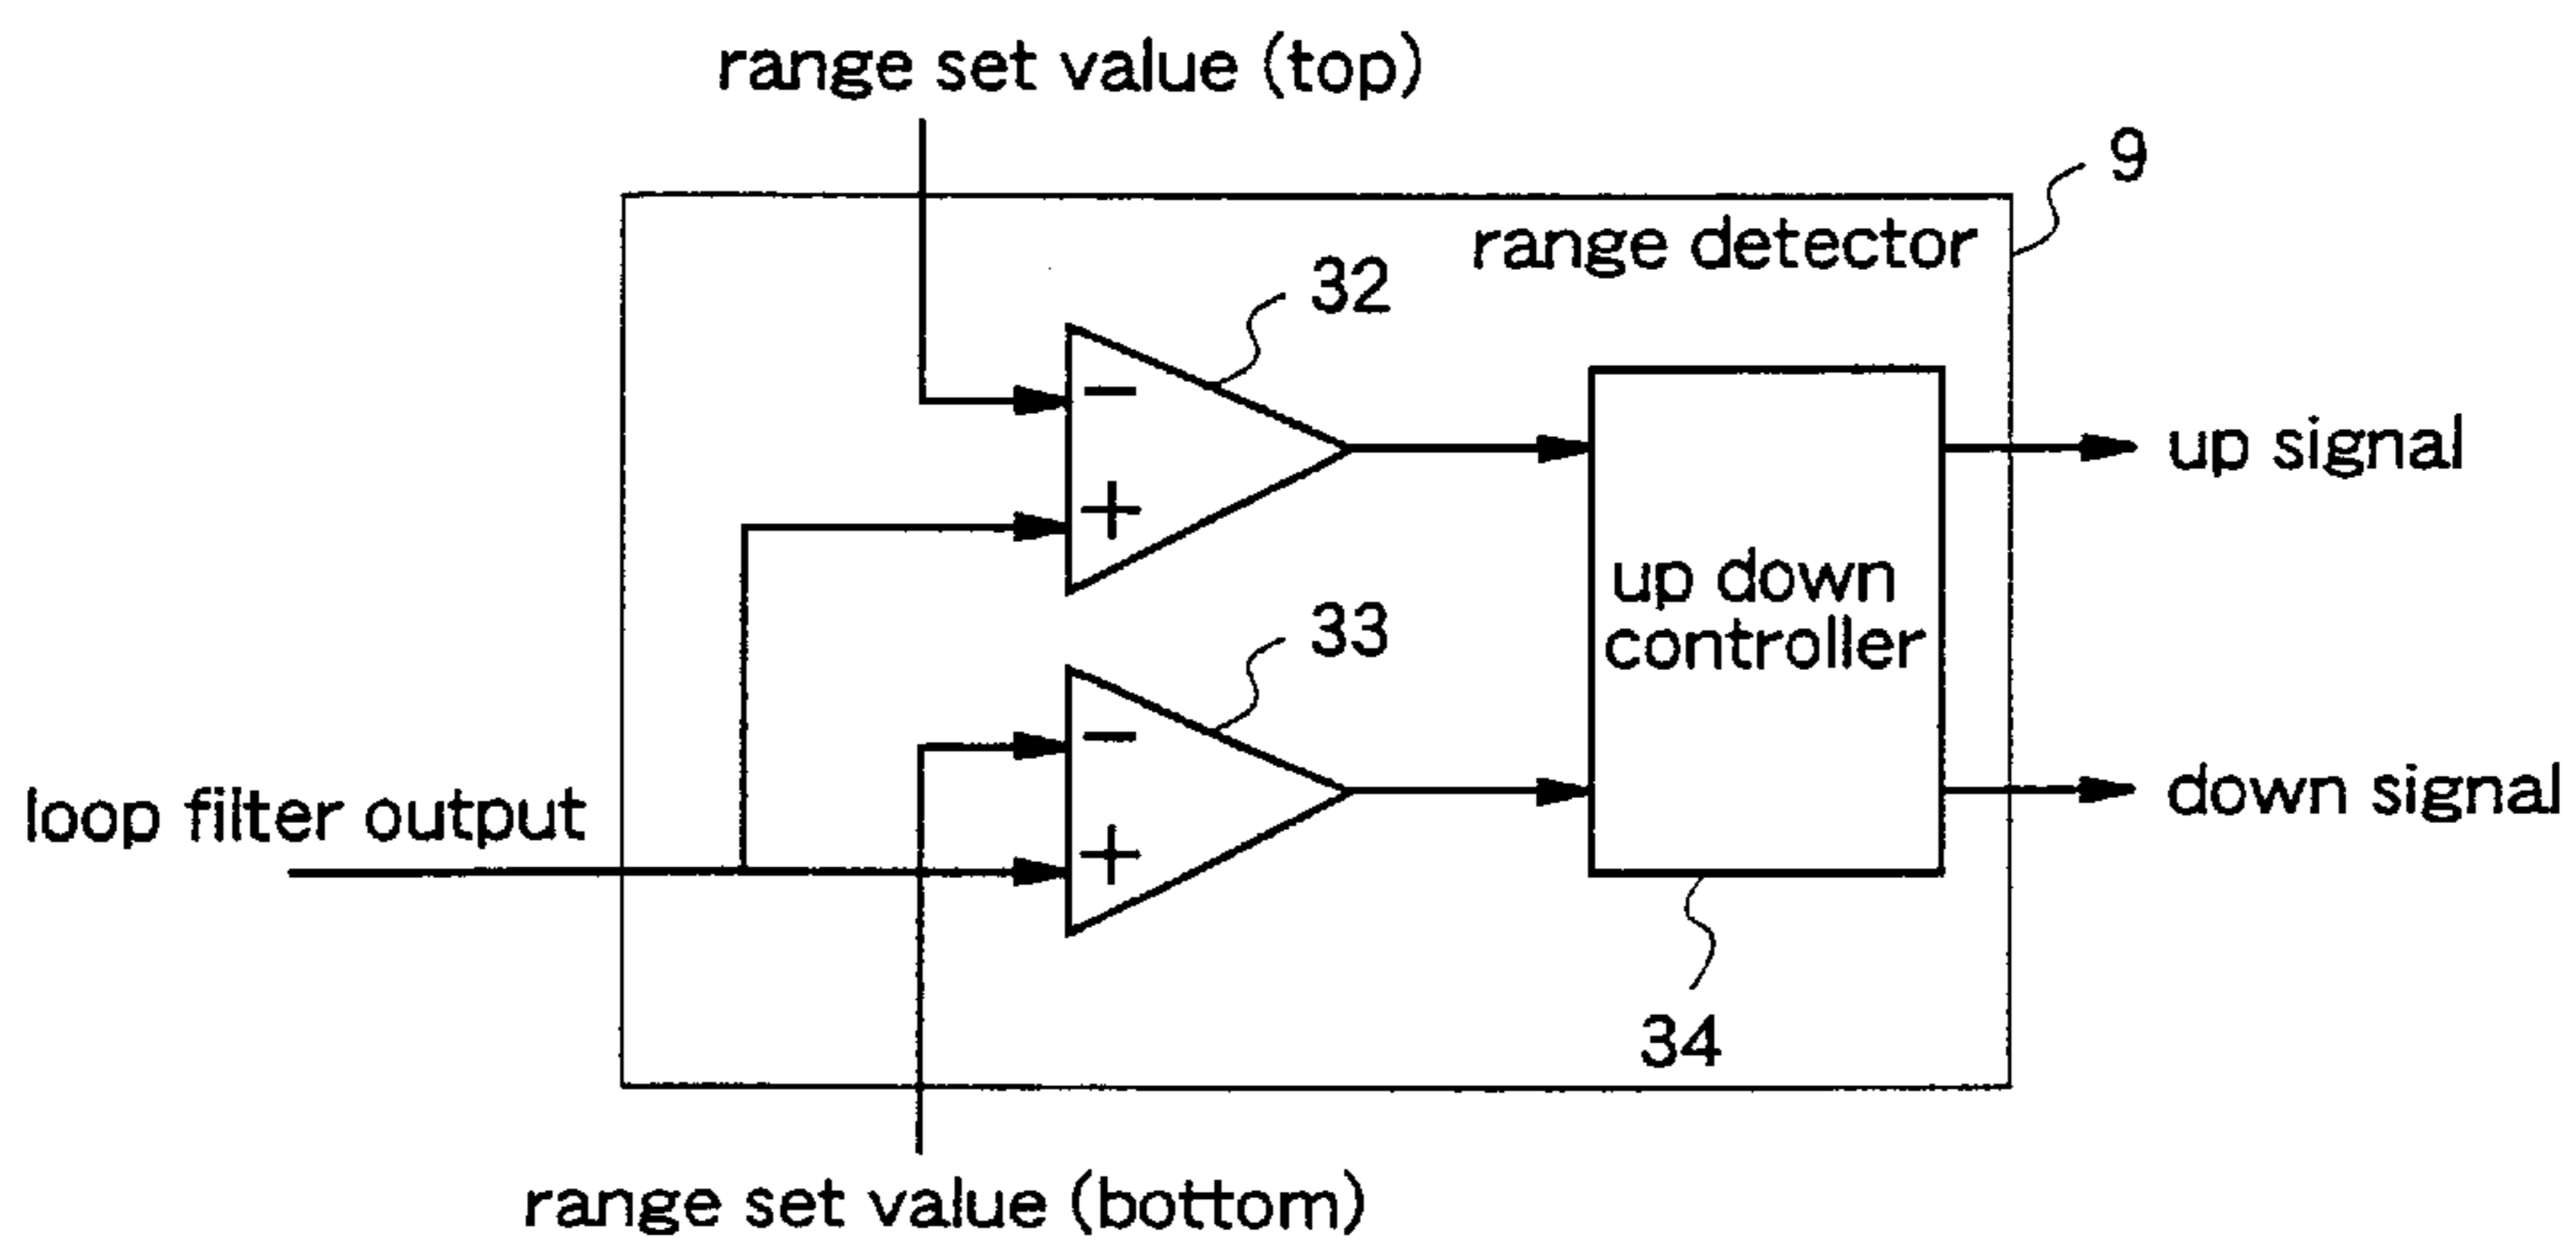 range set value (top)
9
range detector
32
−
+
up signal
up down
controller
33
−
+
loop filter output
down signal
34
range set value (bottom)